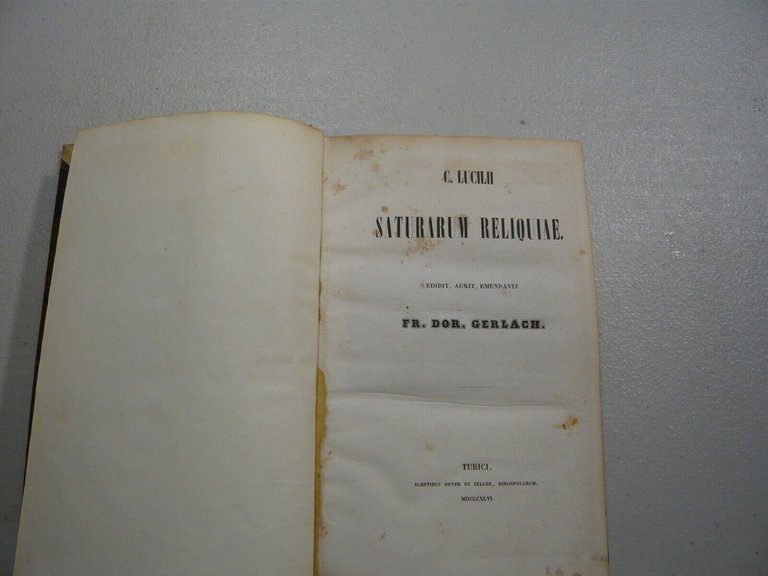 C. LUCILII
SATURARUM RELIQUIAE.
EDIDIT, AUXIT, EMENDAVIT
FR. DOR. GERLACH.
TURICI,
SUMPTIBUS MEYER ET ZELLER, BIBLIOPOLARUM.
MDCCCXLVI.